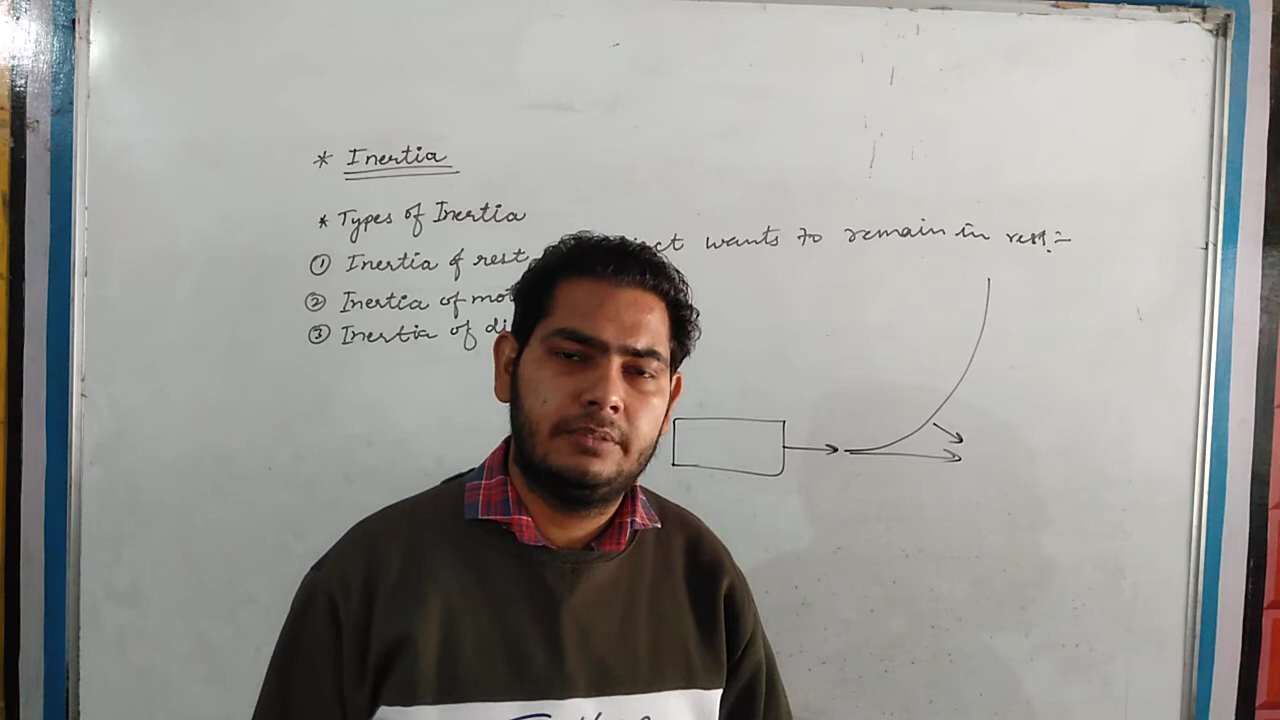 * Inertia
* Types of Inertia
① Inertia of rest wants to remain in rest:-
② Inertia of mot
③ Inertia of di